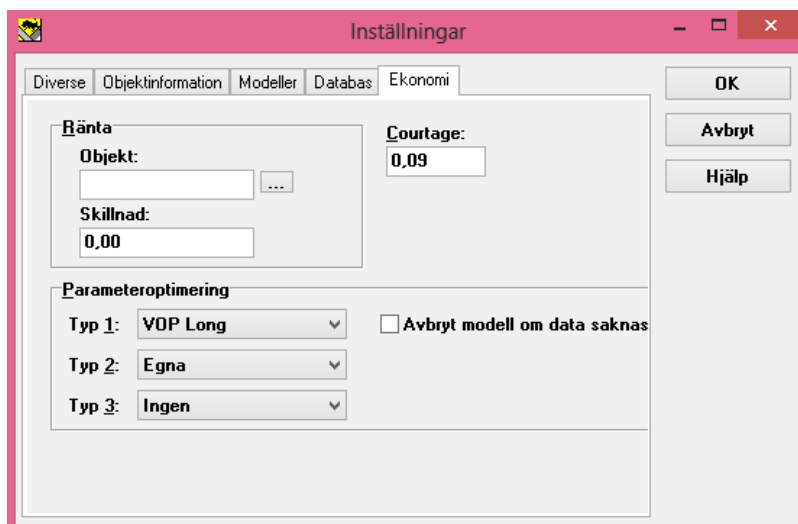 Inställningar
Diverse Objektinformation Modeller Databas Ekonomi
OK
Avbryt
Hjälp
Ränta
Objekt:
...
Skillnad:
0,00
Courtage:
0,09
Parameteroptimering
Typ 1: VOP Long
Avbryt modell om data saknas
Typ 2: Egna
Typ 3: Ingen